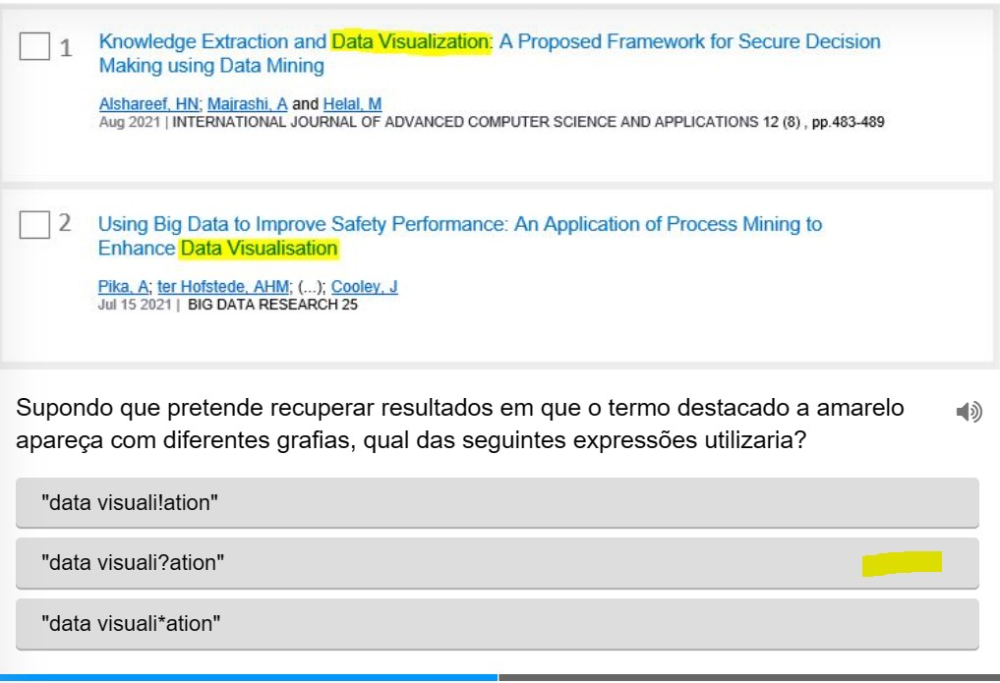 1 Knowledge Extraction and Data Visualization: A Proposed Framework for Secure Decision
Making using Data Mining
Alshareef, HN; Majrashi, A and Helal, M
Aug 2021 | INTERNATIONAL JOURNAL OF ADVANCED COMPUTER SCIENCE AND APPLICATIONS 12 (8) , pp.483-489
2 Using Big Data to Improve Safety Performance: An Application of Process Mining to
Enhance Data Visualisation
Pika, A; ter Hofstede, AHM; (...); Cooley, J
Jul 15 2021 | BIG DATA RESEARCH 25
Supondo que pretende recuperar resultados em que o termo destacado a amarelo
apareça com diferentes grafias, qual das seguintes expressões utilizaria?
"data visuali!ation"
"data visuali?ation"
"data visuali*ation"